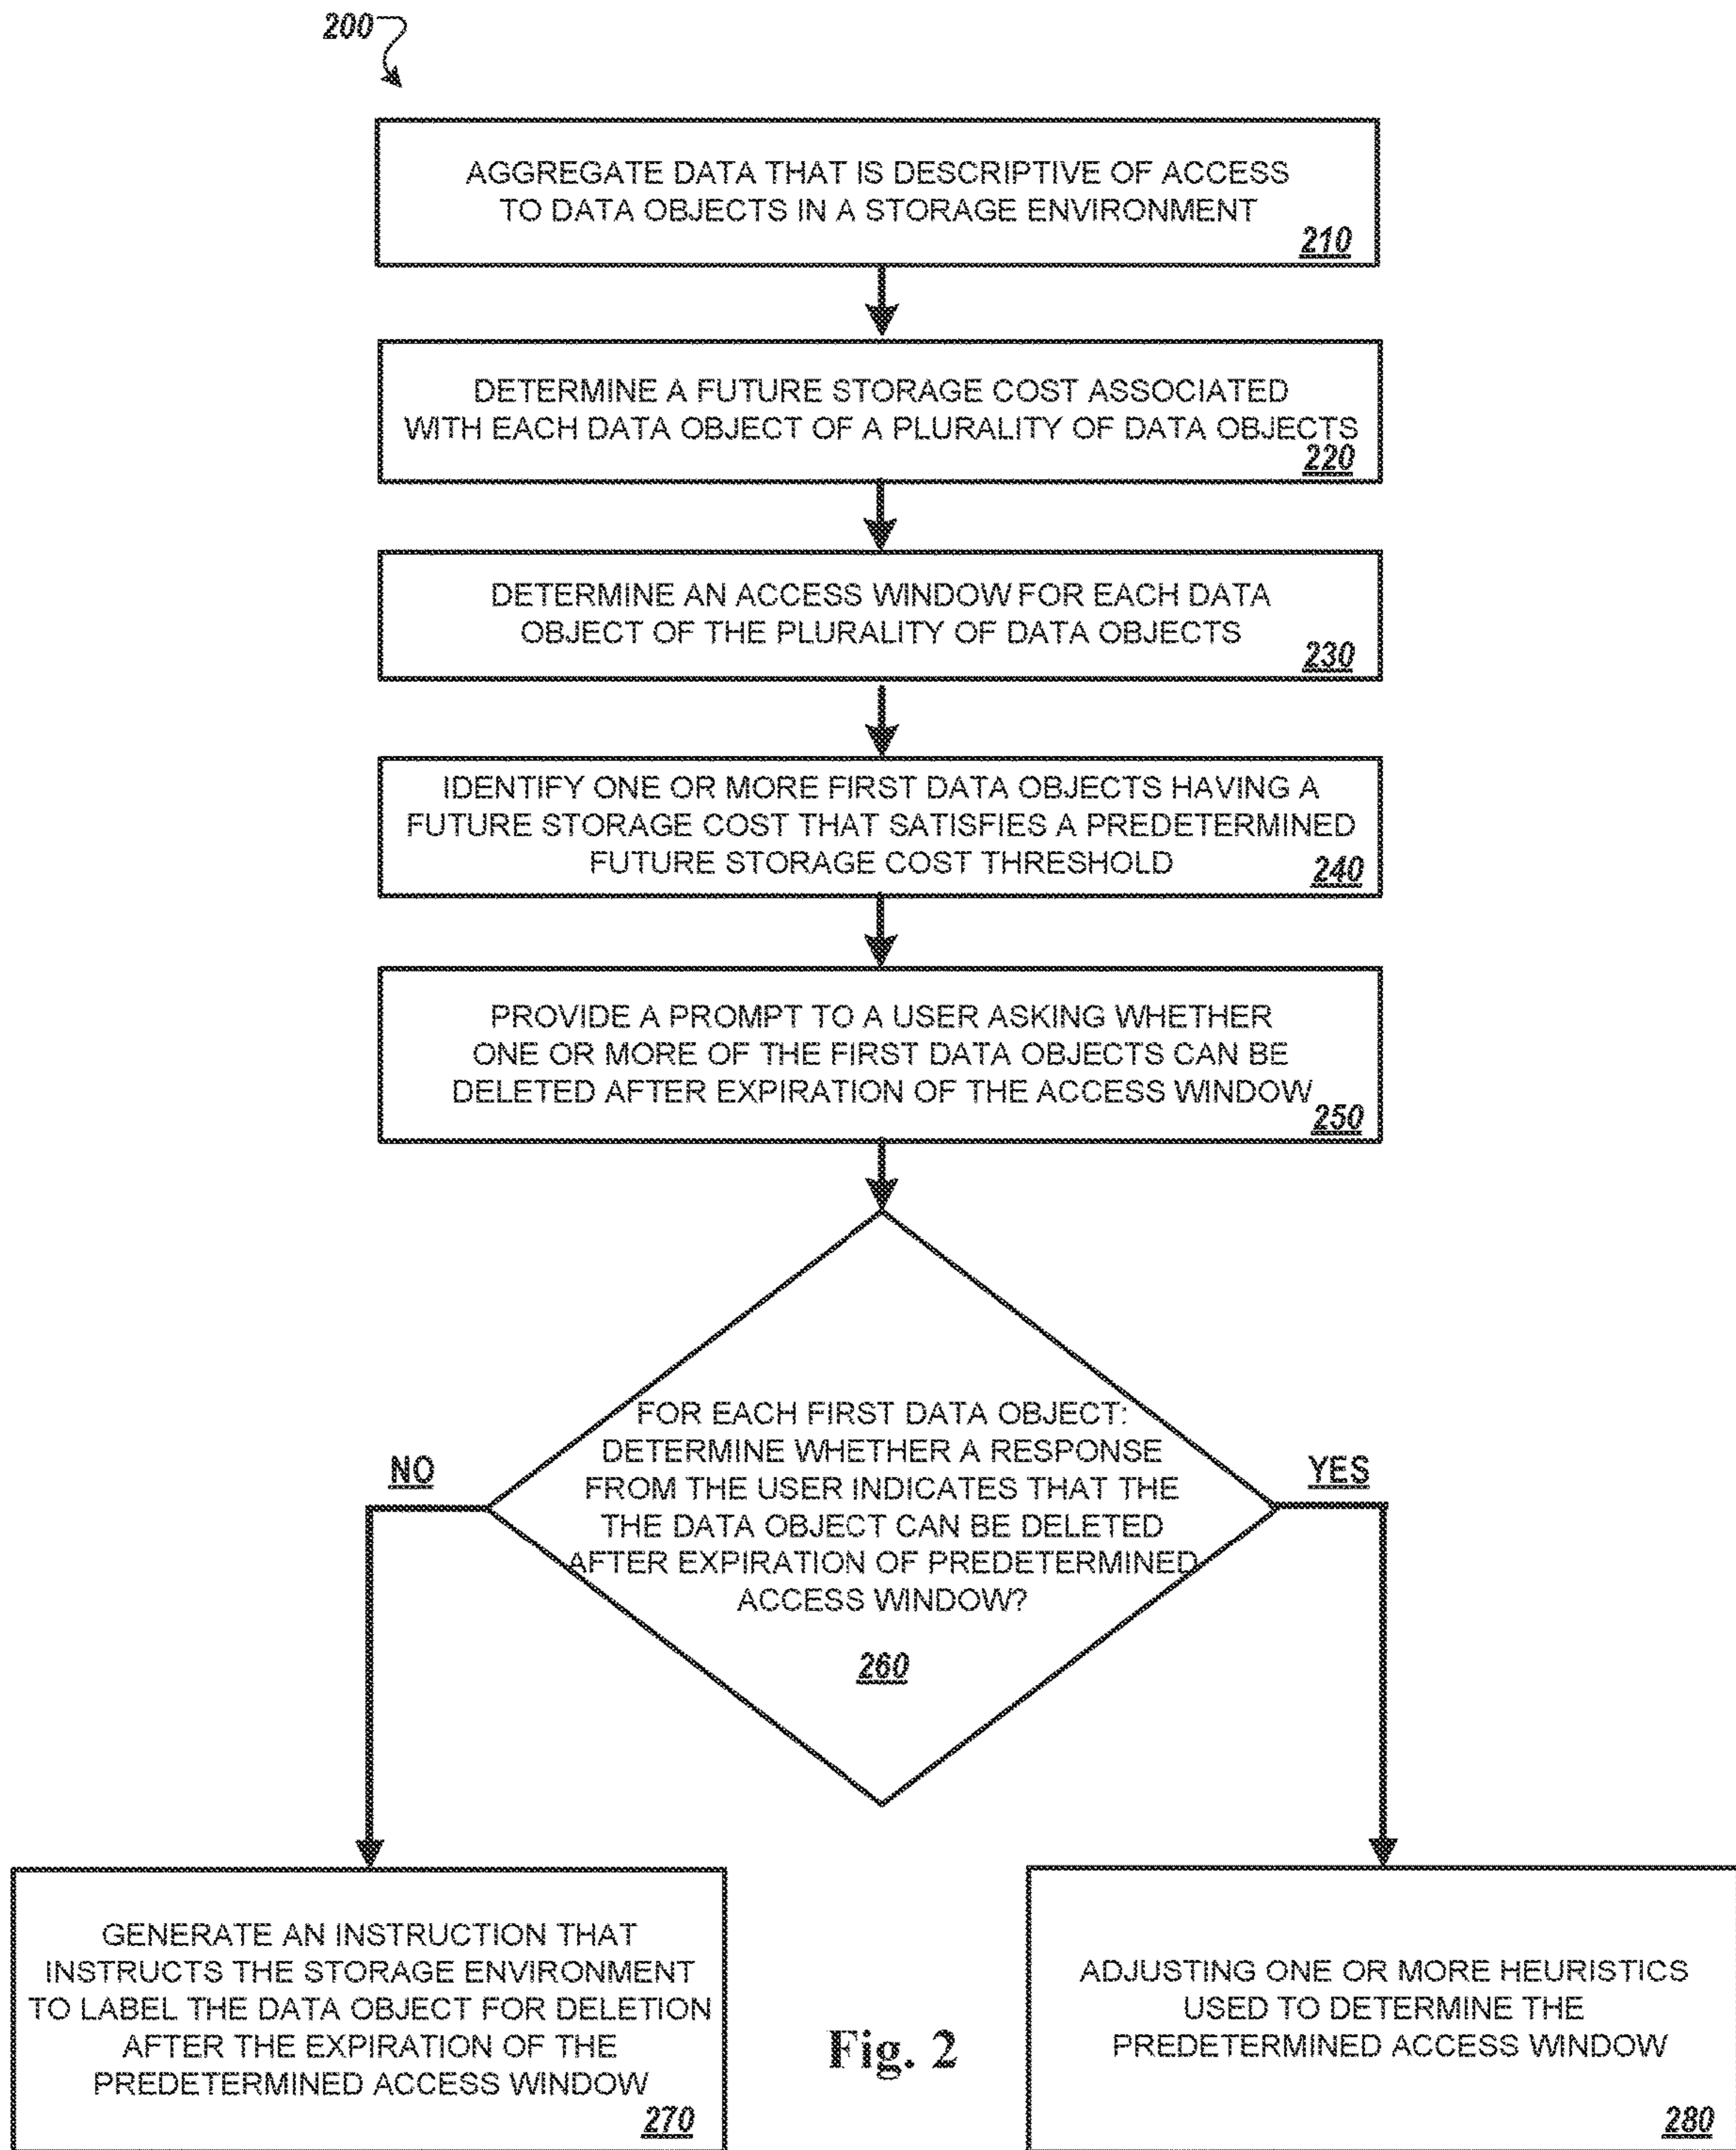 200
AGGREGATE DATA THAT IS DESCRIPTIVE OF ACCESS
TO DATA OBJECTS IN A STORAGE ENVIRONMENT
210
DETERMINE A FUTURE STORAGE COST ASSOCIATED
WITH EACH DATA OBJECT OF A PLURALITY OF DATA OBJECTS
220
DETERMINE AN ACCESS WINDOW FOR EACH DATA
OBJECT OF THE PLURALITY OF DATA OBJECTS
230
IDENTIFY ONE OR MORE FIRST DATA OBJECTS HAVING A
FUTURE STORAGE COST THAT SATISFIES A PREDETERMINED
FUTURE STORAGE COST THRESHOLD
240
PROVIDE A PROMPT TO A USER ASKING WHETHER
ONE OR MORE OF THE FIRST DATA OBJECTS CAN BE
DELETED AFTER EXPIRATION OF THE ACCESS WINDOW
250
FOR EACH FIRST DATA OBJECT:
DETERMINE WHETHER A RESPONSE
FROM THE USER INDICATES THAT THE
THE DATA OBJECT CAN BE DELETED
AFTER EXPIRATION OF PREDETERMINED
ACCESS WINDOW?
260
NO
YES
GENERATE AN INSTRUCTION THAT
INSTRUCTS THE STORAGE ENVIRONMENT
TO LABEL THE DATA OBJECT FOR DELETION
AFTER THE EXPIRATION OF THE
PREDETERMINED ACCESS WINDOW
270
ADJUSTING ONE OR MORE HEURISTICS
USED TO DETERMINE THE
PREDETERMINED ACCESS WINDOW
280
Fig. 2